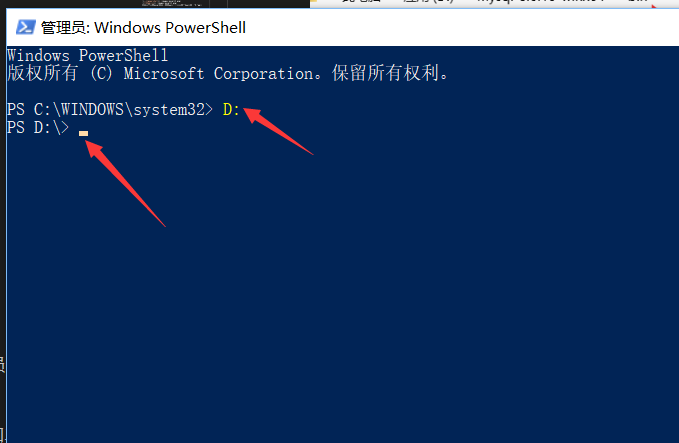 管理员: Windows PowerShell
Windows PowerShell
版权所有 (C) Microsoft Corporation。保留所有权利。
PS C:\WINDOWS\system32> D:
PS D:\>